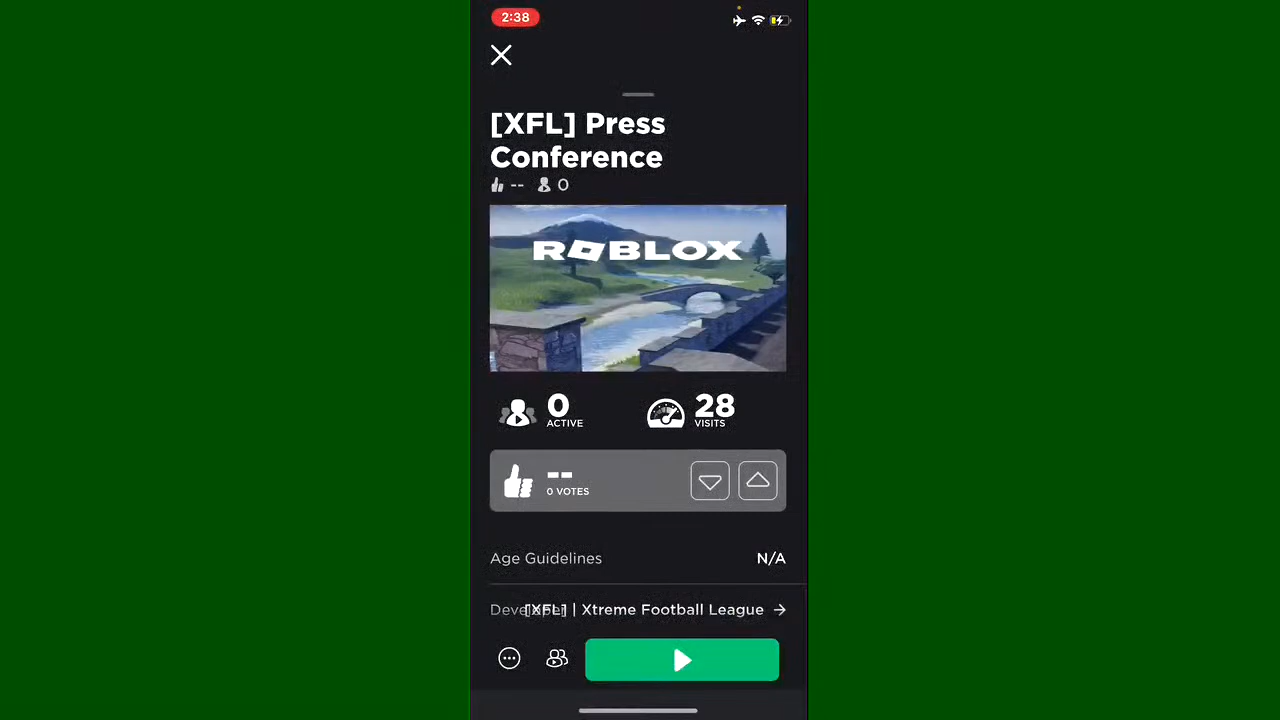 2:38
[XFL] Press
Conference
-- 0
ROBLOX
0
ACTIVE
28
VISITS
--
0 VOTES
Age Guidelines N/A
Developer [XFL] | Xtreme Football League